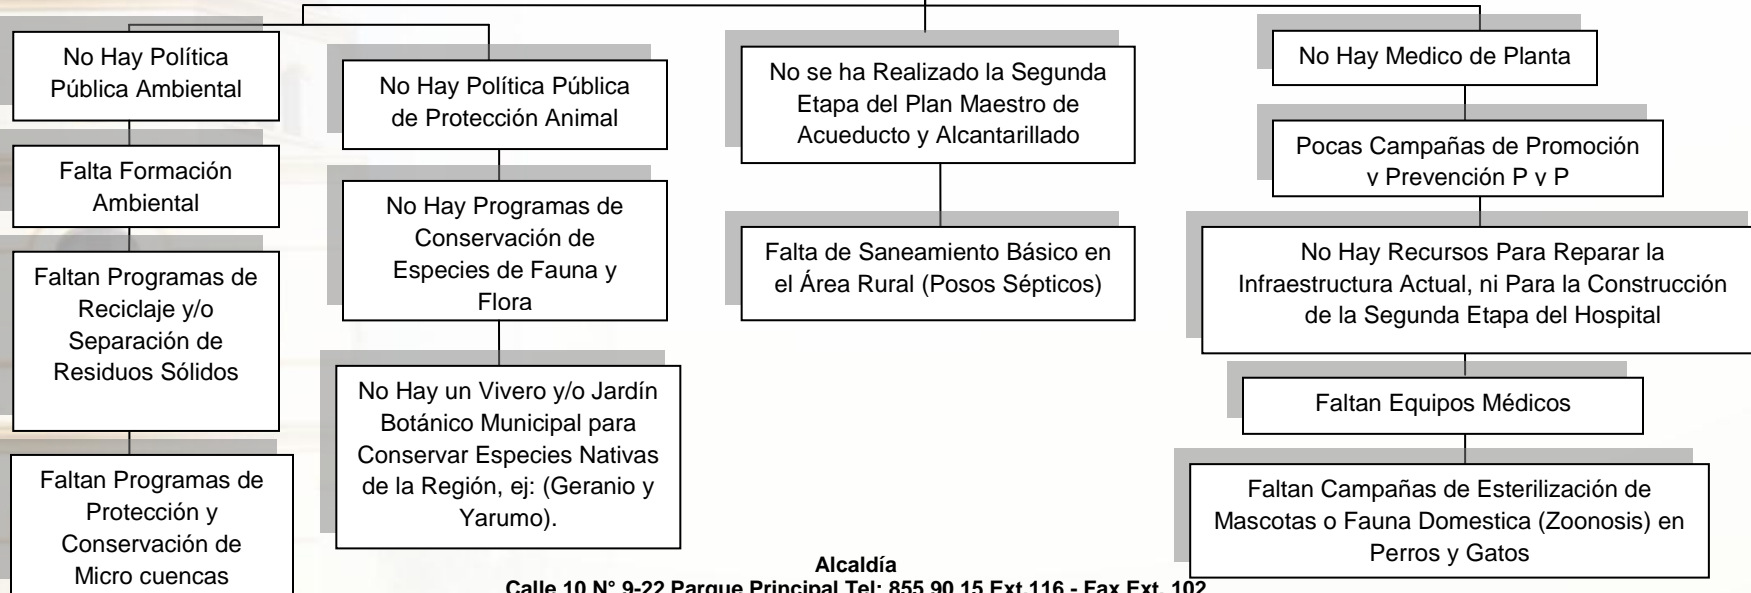 No Hay Política
Pública Ambiental
Falta Formación
Ambiental
Faltan Programas de
Reciclaje y/o
Separación de
Residuos Sólidos
Faltan Programas de
Protección y
Conservación de
Micro cuencas
No Hay Política Pública
de Protección Animal
No Hay Programas de
Conservación de
Especies de Fauna y
Flora
No Hay un Vivero y/o Jardín
Botánico Municipal para
Conservar Especies Nativas
de la Región, ej: (Geranio y
Yarumo).
No se ha Realizado la Segunda
Etapa del Plan Maestro de
Acueducto y Alcantarillado
Falta de Saneamiento Básico en
el Área Rural (Posos Sépticos)
No Hay Medico de Planta
Pocas Campañas de Promoción
y Prevención P y P
No Hay Recursos Para Reparar la
Infraestructura Actual, ni Para la Construcción
de la Segunda Etapa del Hospital
Faltan Equipos Médicos
Faltan Campañas de Esterilización de
Mascotas o Fauna Domestica (Zoonosis) en
Perros y Gatos
Alcaldía
Calle 10 N° 9-22 Parque Principal Tel: 855 90 15 Ext.116 - Fax Ext. 102